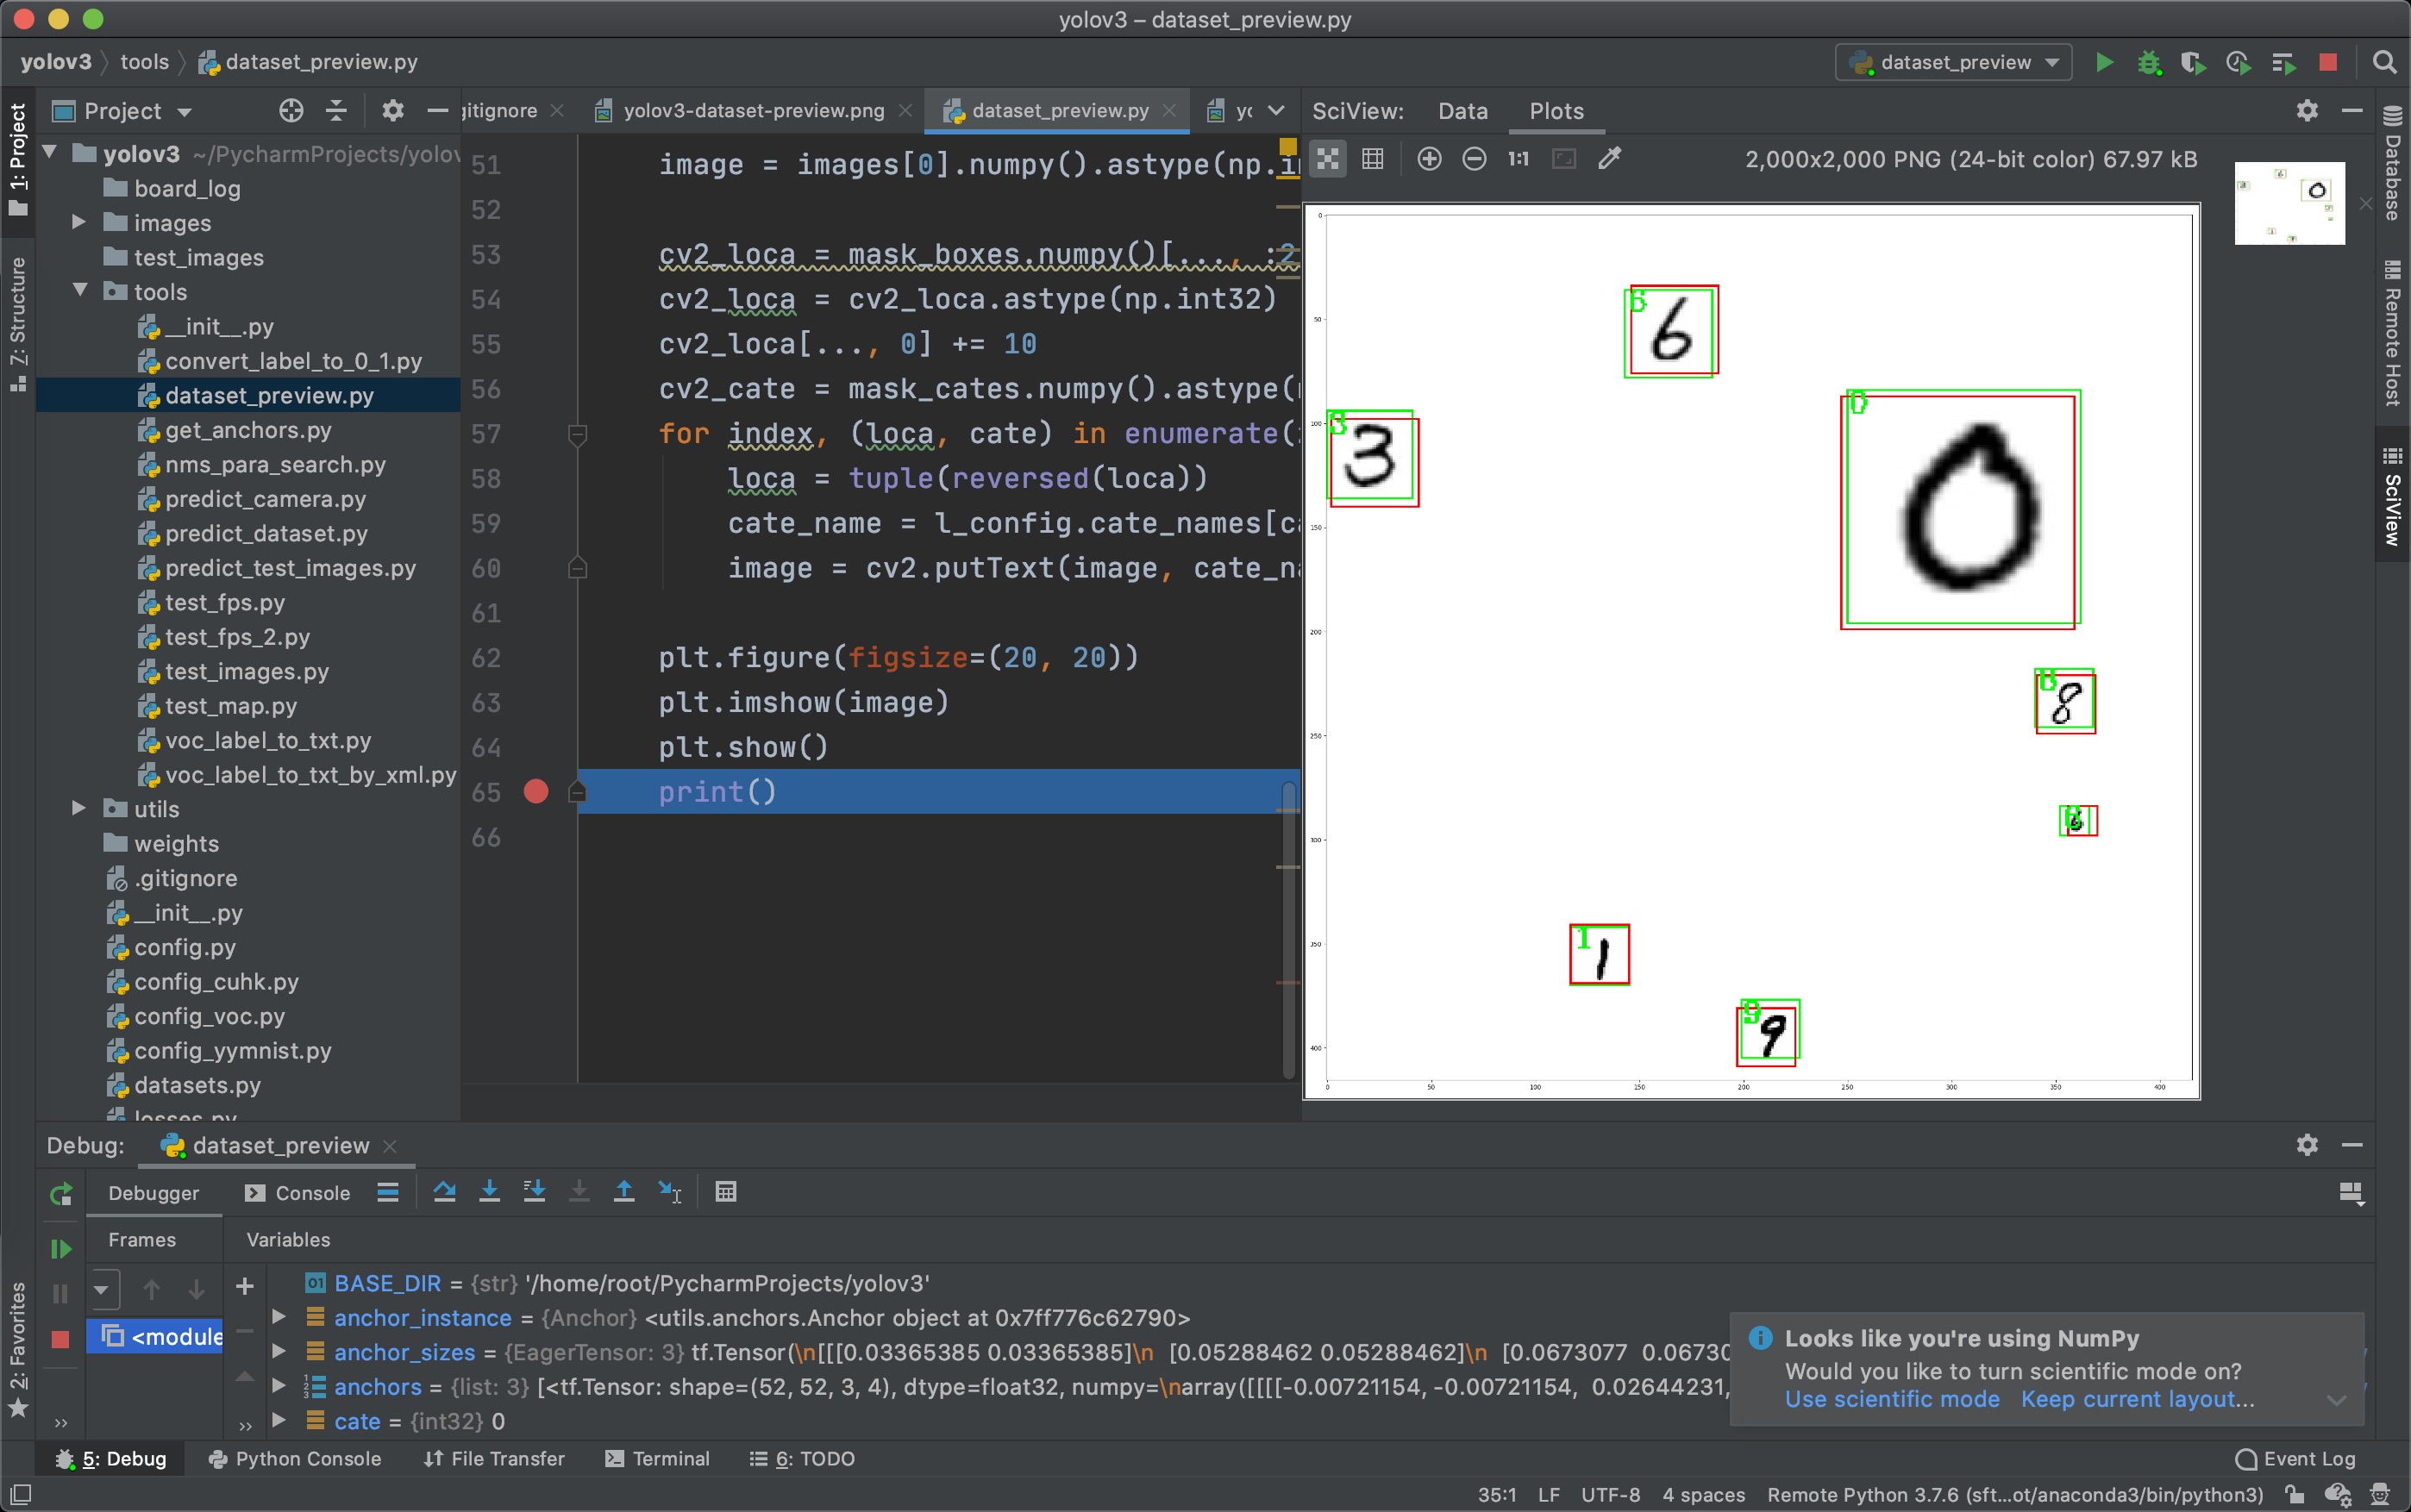 yolov3 – dataset_preview.py
yolov3 tools dataset_preview.py
dataset_preview
1: Project
Z: Structure
2: Favorites
Project
yolov3 ~/PycharmProjects/yolov
board_log
images
test_images
tools
__init__.py
convert_label_to_0_1.py
dataset_preview.py
get_anchors.py
nms_para_search.py
predict_camera.py
predict_dataset.py
predict_test_images.py
test_fps.py
test_fps_2.py
test_images.py
test_map.py
voc_label_to_txt.py
voc_label_to_txt_by_xml.py
utils
weights
.gitignore
__init__.py
config.py
config_cuhk.py
config_voc.py
config_yymnist.py
datasets.py
losses.py
gitignore yolov3-dataset-preview.png dataset_preview.py yc
51 image = images[0].numpy().astype(np.i
52
53 cv2_loca = mask_boxes.numpy()[..., :2
54 cv2_loca = cv2_loca.astype(np.int32)
55 cv2_loca[..., 0] += 10
56 cv2_cate = mask_cates.numpy().astype(
57 for index, (loca, cate) in enumerate(
58 loca = tuple(reversed(loca))
59 cate_name = l_config.cate_names[ca
60 image = cv2.putText(image, cate_na
61
62 plt.figure(figsize=(20, 20))
63 plt.imshow(image)
64 plt.show()
65 print()
66
SciView: Data Plots
1:1 2,000x2,000 PNG (24-bit color) 67.97 kB
0
50
100
150
200
250
300
350
400
0 50 100 150 200 250 300 350 400
6 6
3 3
0 0
8 8
6
1 1
9 9
Database
Remote Host
SciView
Debug: dataset_preview
Debugger Console
Frames Variables
<module
BASE_DIR = {str} '/home/root/PycharmProjects/yolov3'
anchor_instance = {Anchor} <utils.anchors.Anchor object at 0x7ff776c62790>
anchor_sizes = {EagerTensor: 3} tf.Tensor(\n[[[0.03365385 0.03365385]\n [0.05288462 0.05288462]\n [0.0673077 0.06730
anchors = {list: 3} [<tf.Tensor: shape=(52, 52, 3, 4), dtype=float32, numpy=\narray([[[[-0.00721154, -0.00721154, 0.02644231,
cate = {int32} 0
Looks like you're using NumPy
Would you like to turn scientific mode on?
Use scientific mode Keep current layout...
5: Debug Python Console File Transfer Terminal 6: TODO Event Log
35:1 LF UTF-8 4 spaces Remote Python 3.7.6 (sft...ot/anaconda3/bin/python3)